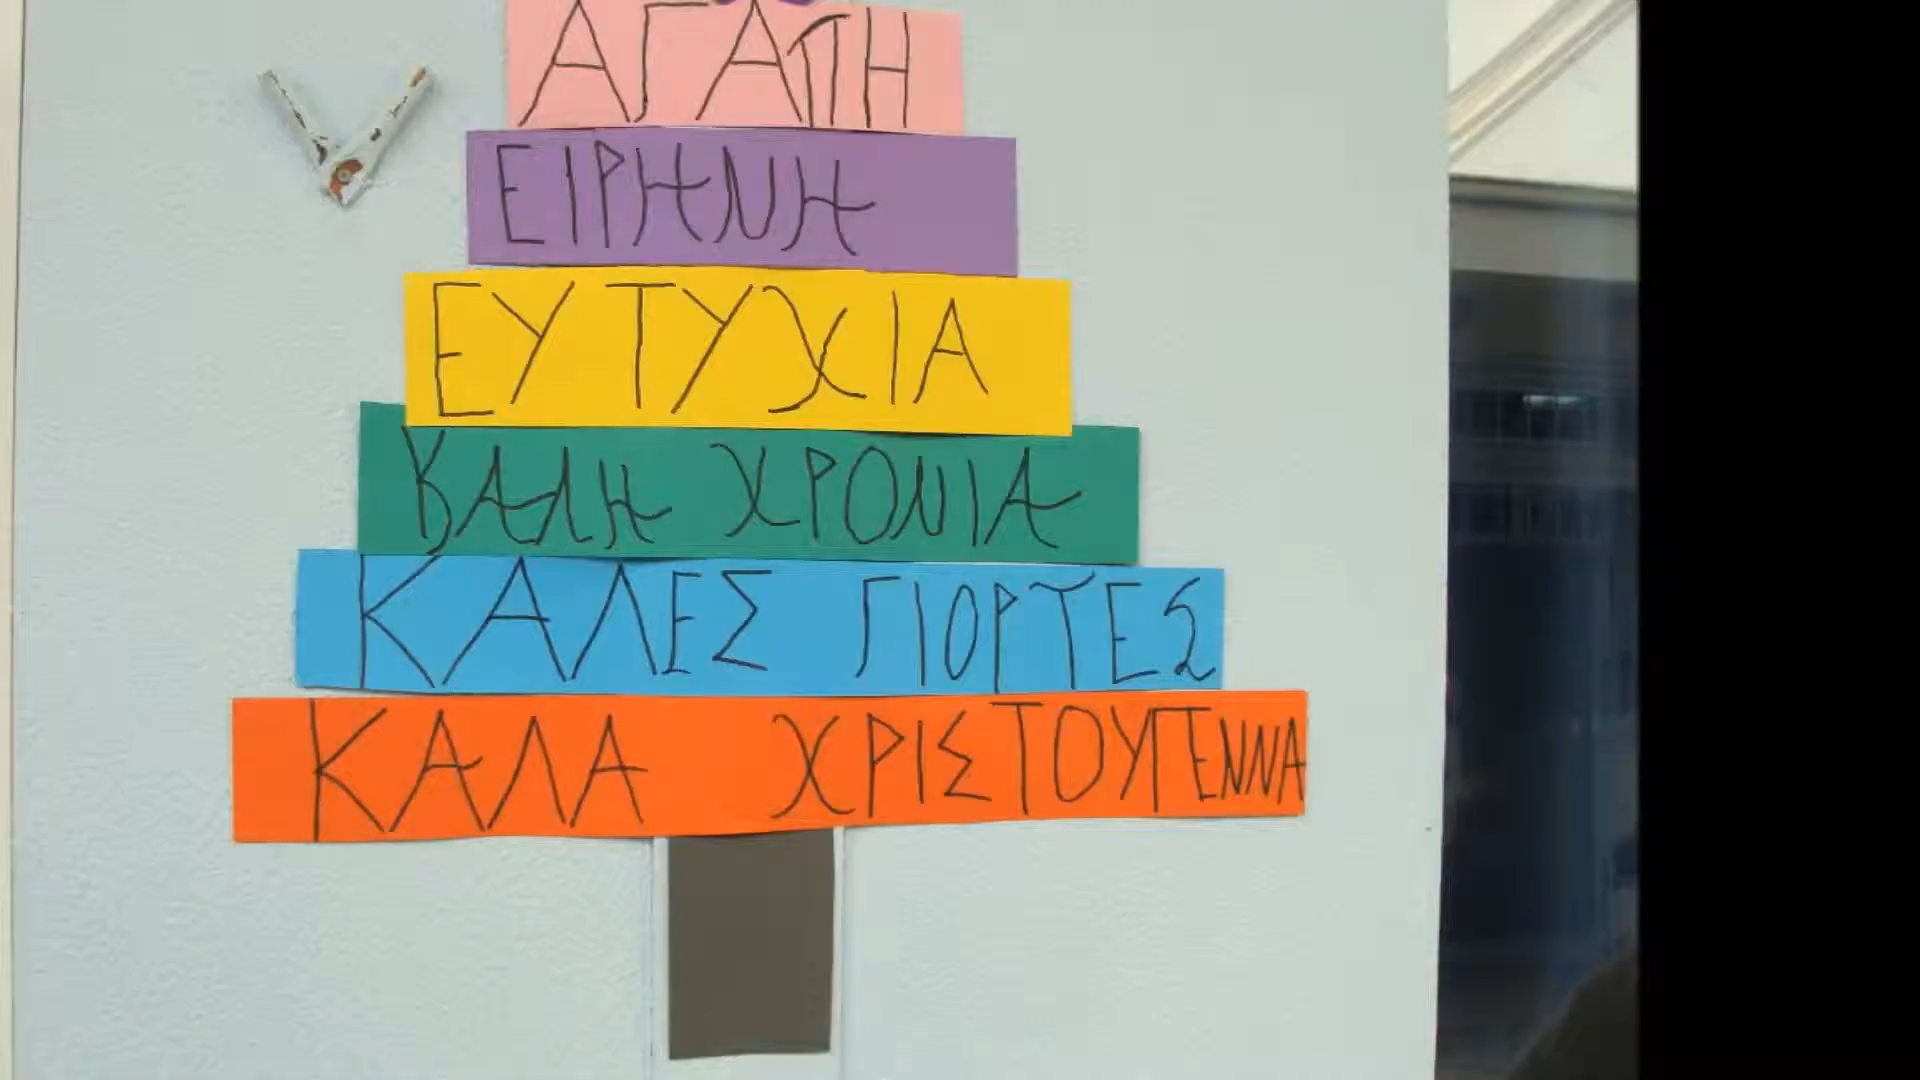 ΑΓΑΠΗ
ΕΙΡΗΝΗ
ΕΥΤΥΧΙΑ
ΚΑΛΗ ΧΡΟΝΙΑ
ΚΑΛΕΣ ΓΙΟΡΤΕΣ
ΚΑΛΑ ΧΡΙΣΤΟΥΓΕΝΝΑ